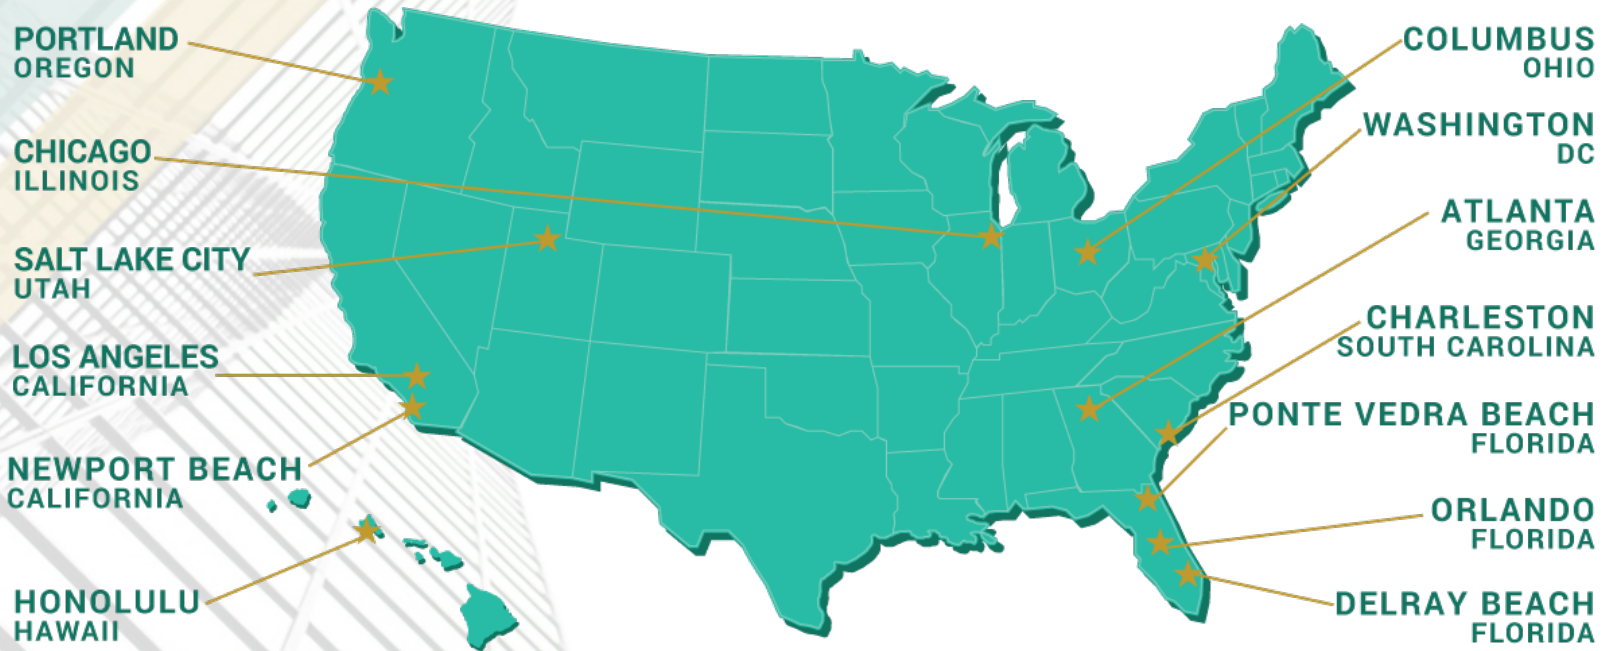 PORTLAND
OREGON
CHICAGO
ILLINOIS
SALT LAKE CITY
UTAH
LOS ANGELES
CALIFORNIA
NEWPORT BEACH
CALIFORNIA
HONOLULU
HAWAII
COLUMBUS
OHIO
WASHINGTON
DC
ATLANTA
GEORGIA
CHARLESTON
SOUTH CAROLINA
PONTE VEDRA BEACH
FLORIDA
ORLANDO
FLORIDA
DELRAY BEACH
FLORIDA